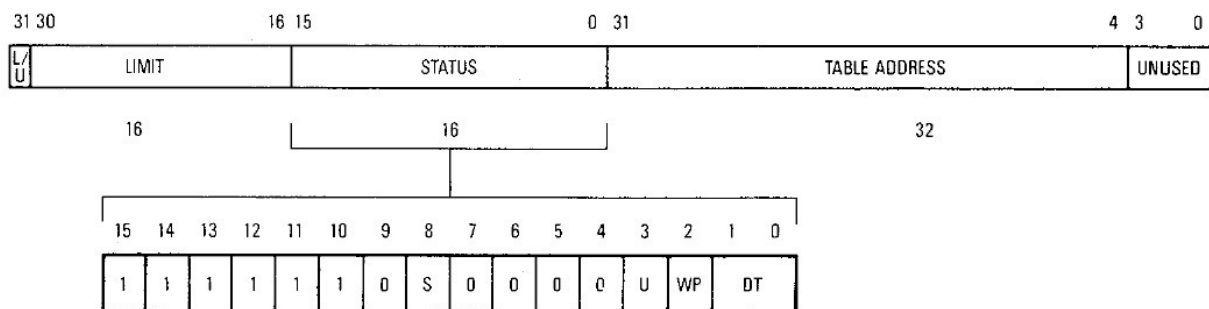 31 30 16 15 0 31 4 3 0
L/U LIMIT STATUS TABLE ADDRESS UNUSED
16 16 32
15 14 13 12 11 10 9 8 7 6 5 4 3 2 1 0
1 1 1 1 1 1 0 S 0 0 0 0 U WP DT